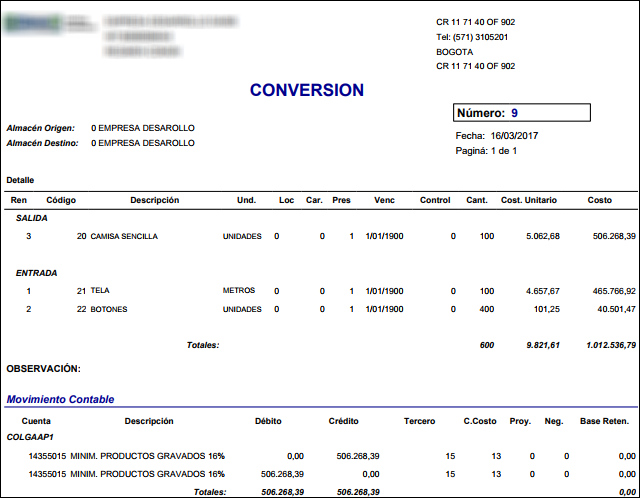 CR 11 71 40 OF 902
Tel: (571) 3105201
BOGOTA
CR 11 71 40 OF 902
CONVERSION
Número: 9
Almacén Origen: 0 EMPRESA DESAROLLO
Fecha: 16/03/2017
Almacén Destino: 0 EMPRESA DESAROLLO
Paginá: 1 de 1
Detalle
Ren Código Descripción Und. Loc Car. Pres Venc Control Cant. Cost. Unitario Costo
SALIDA
3 20 CAMISA SENCILLA UNIDADES 0 0 1 1/01/1900 0 100 5.062,68 506.268,39
ENTRADA
1 21 TELA METROS 0 0 1 1/01/1900 0 100 4.657,67 465.766,92
2 22 BOTONES UNIDADES 0 0 1 1/01/1900 0 400 101,25 40.501,47
Totales: 600 9.821,61 1.012.536,79
OBSERVACIÓN:
Movimiento Contable
Cuenta Descripción Débito Crédito Tercero C.Costo Proy. Neg. Base Reten.
COLGAAP1
14355015 MINIM. PRODUCTOS GRAVADOS 16% 0,00 506.268,39 15 13 0 0 0,00
14355015 MINIM. PRODUCTOS GRAVADOS 16% 506.268,39 0,00 15 13 0 0 0,00
Totales: 506.268,39 506.268,39 0,00